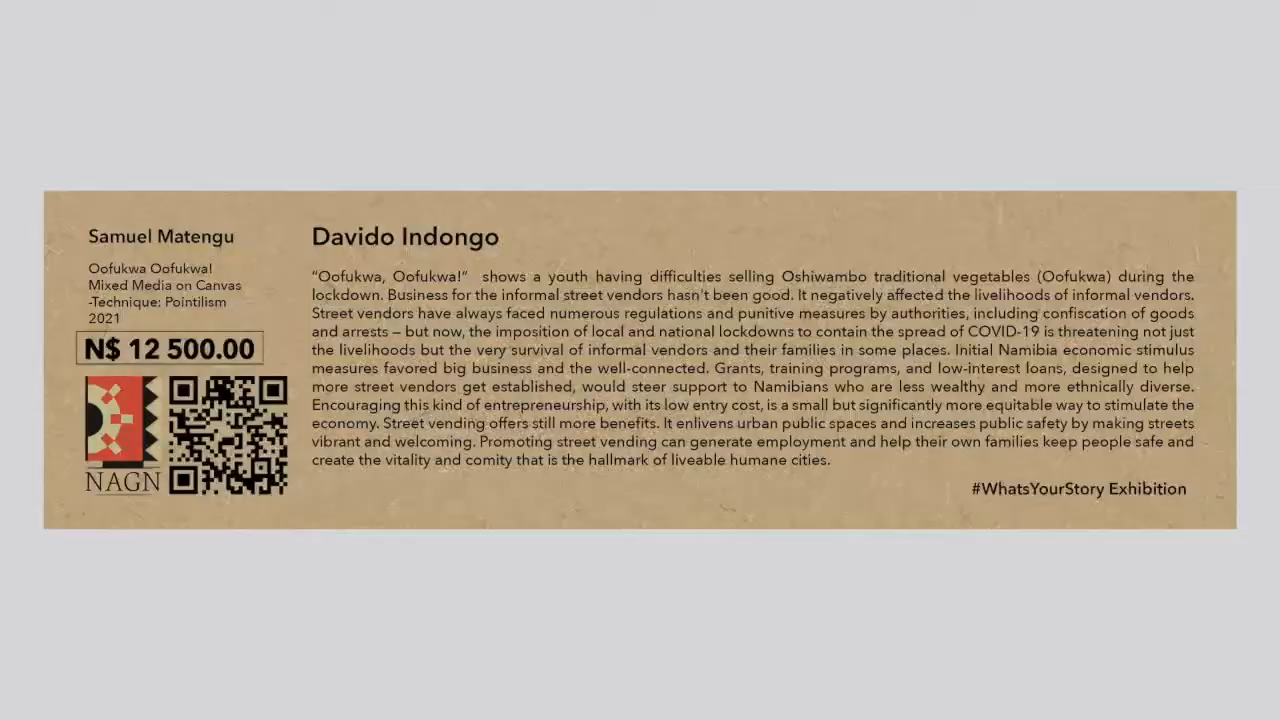 Samuel Matengu
Oofukwa Oofukwa!
Mixed Media on Canvas
-Technique: Pointilism
2021
N$ 12 500.00
NAGN
Davido Indongo
“Oofukwa, Oofukwa!”  shows a youth having difficulties selling Oshiwambo traditional vegetables (Oofukwa) during the
lockdown. Business for the informal street vendors hasn't been good. It negatively affected the livelihoods of informal vendors.
Street vendors have always faced numerous regulations and punitive measures by authorities, including confiscation of goods
and arrests – but now, the imposition of local and national lockdowns to contain the spread of COVID-19 is threatening not just
the livelihoods but the very survival of informal vendors and their families in some places. Initial Namibia economic stimulus
measures favored big business and the well-connected. Grants, training programs, and low-interest loans, designed to help
more street vendors get established, would steer support to Namibians who are less wealthy and more ethnically diverse.
Encouraging this kind of entrepreneurship, with its low entry cost, is a small but significantly more equitable way to stimulate the
economy. Street vending offers still more benefits. It enlivens urban public spaces and increases public safety by making streets
vibrant and welcoming. Promoting street vending can generate employment and help their own families keep people safe and
create the vitality and comity that is the hallmark of liveable humane cities.
#WhatsYourStory Exhibition